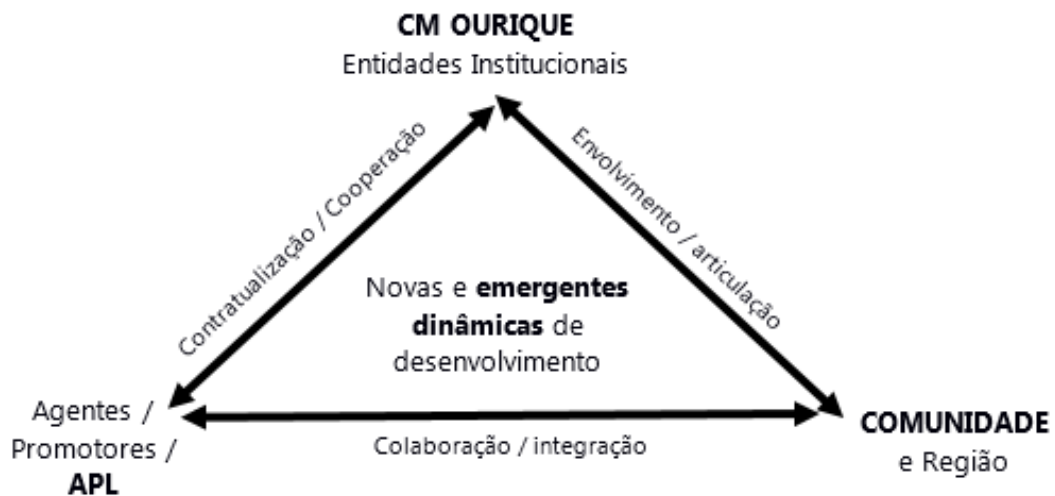 CM OURIQUE
Entidades Institucionais
Contratualização / Cooperação
Envolvimento / articulação
Novas e emergentes
dinâmicas de
desenvolvimento
Agentes /
Promotores /
APL
Colaboração / integração
COMUNIDADE
e Região